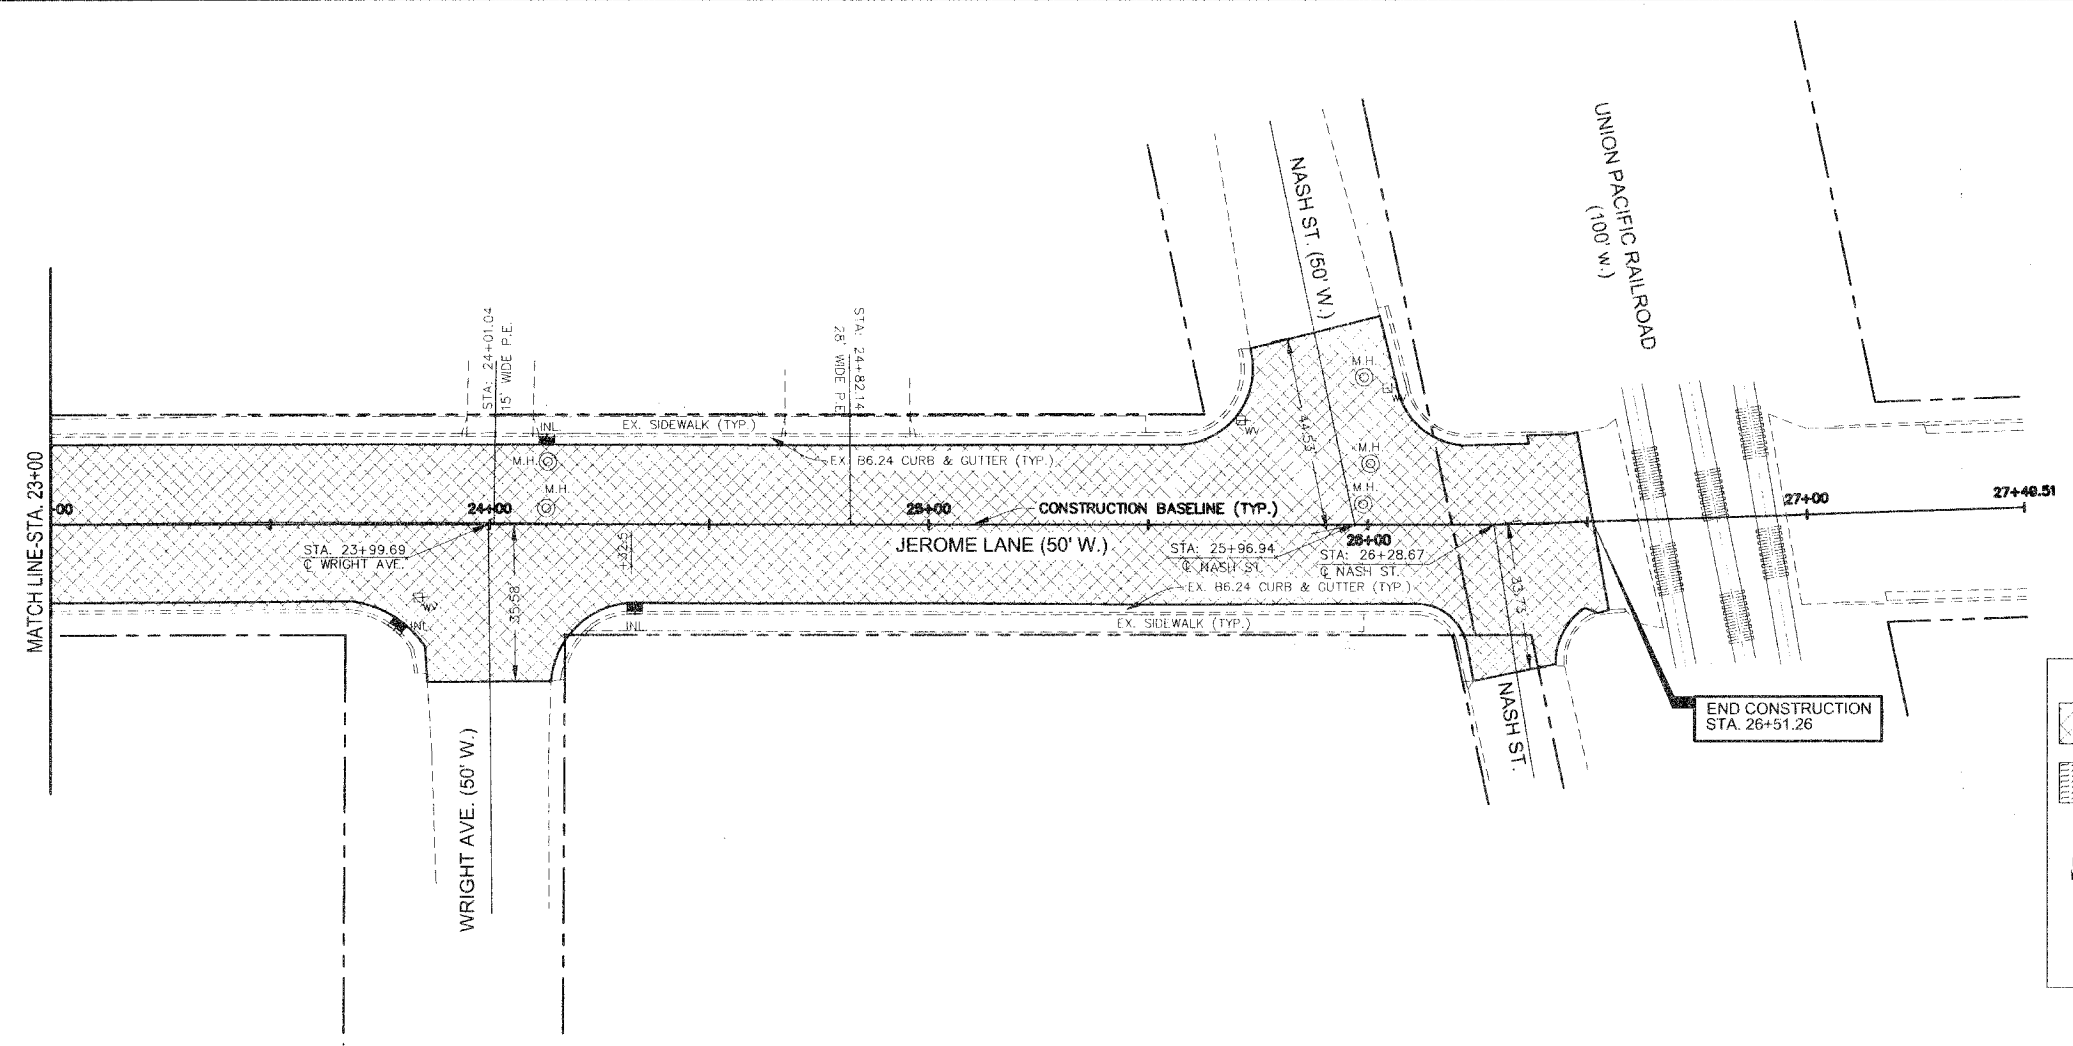 MATCH LINE-STA. 23+00
STA: 24+01.04
15' WIDE P.E.
STA: 24+82.14
28' WIDE P.E.
NASH ST. (50' W.)
UNION PACIFIC RAILROAD
(100' W.)
INL.
EX. SIDEWALK (TYP.)
M.H.
EX. B6.24 CURB & GUTTER (TYP.)
M.H.
WV
M.H.
M.H.
M.H.
44.53'
00
24+00
25+00
CONSTRUCTION BASELINE (TYP.)
26+00
27+00
27+49.51
JEROME LANE (50' W.)
STA. 23+99.69
℄ WRIGHT AVE.
35.58'
STA: 25+96.94
℄ NASH ST.
STA: 26+28.67
℄ NASH ST.
33.73'
EX. B6.24 CURB & GUTTER (TYP.)
WV
INL.
INL.
EX. SIDEWALK (TYP.)
WRIGHT AVE. (50' W.)
NASH ST.
END CONSTRUCTION
STA. 26+51.26